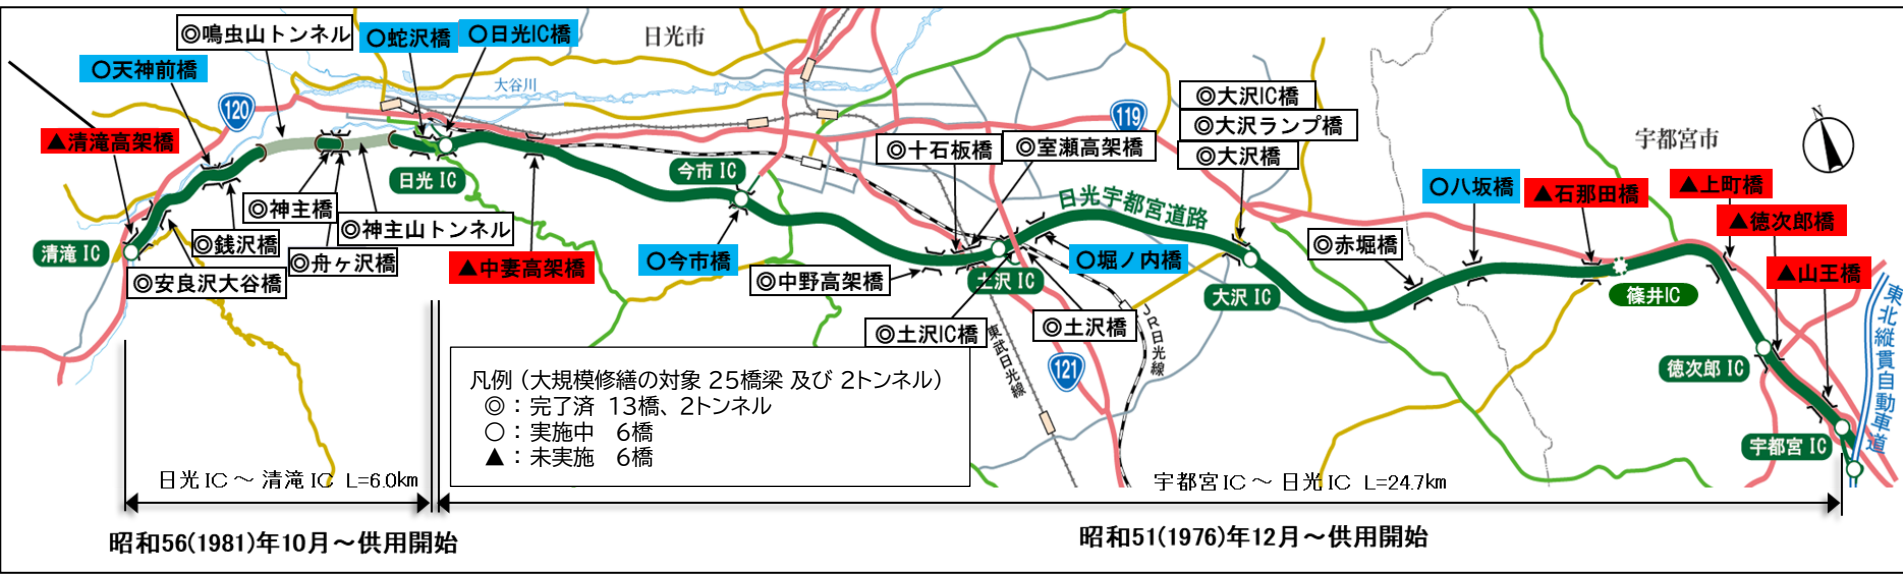 ◎鳴虫山トンネル
○蛇沢橋
○日光IC橋
日光市
○天神前橋
大谷川
120
▲清滝高架橋
119
◎大沢IC橋
◎大沢ランプ橋
◎大沢橋
宇都宮市
N
◎十石板橋
◎室瀬高架橋
日光 IC
今市 IC
日光宇都宮道路
○八坂橋
▲石那田橋
▲上町橋
▲徳次郎橋
◎神主橋
◎神主山トンネル
◎銭沢橋
◎舟ヶ沢橋
清滝 IC
◎安良沢大谷橋
▲中妻高架橋
○今市橋
◎中野高架橋
土沢 IC
○堀ノ内橋
◎赤堀橋
▲山王橋
大沢 IC
篠井IC
東北縦貫自動車道
◎土沢IC橋
◎土沢橋
東武日光線
JR日光線
121
徳次郎 IC
宇都宮 IC
凡例（大規模修繕の対象 25橋梁 及び 2トンネル）
◎：完了済 13橋、2トンネル
○：実施中 6橋
▲：未実施 6橋
日光IC～清滝IC L=6.0km
宇都宮IC～日光IC L=24.7km
昭和56(1981)年10月～供用開始
昭和51(1976)年12月～供用開始